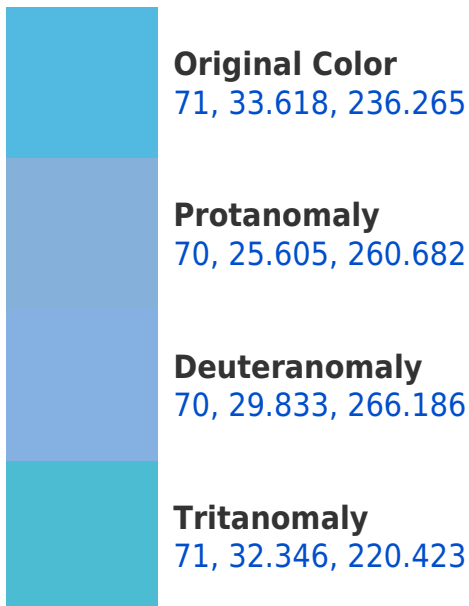 Original Color
71, 33.618, 236.265
Protanomaly
70, 25.605, 260.682
Deuteranomaly
70, 29.833, 266.186
Tritanomaly
71, 32.346, 220.423